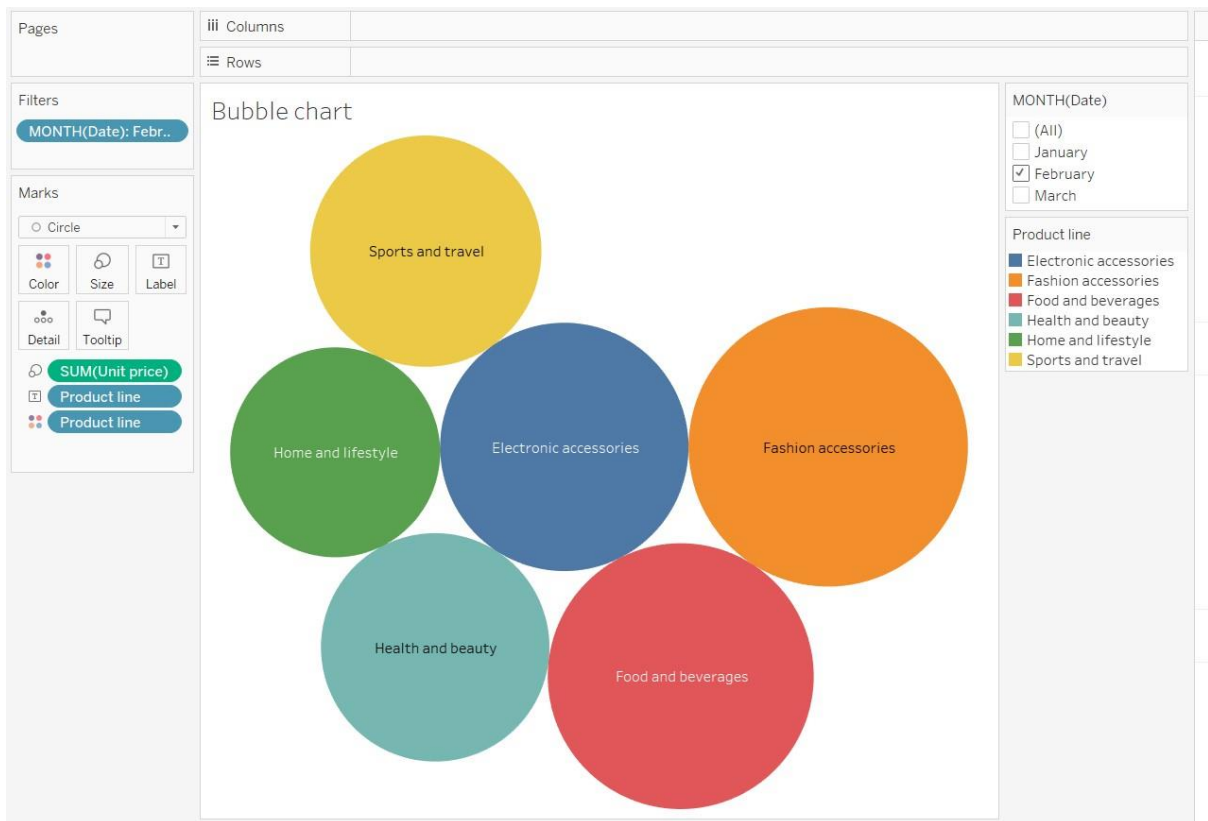 Pages
iii Columns
Rows
Filters
MONTH(Date): Febr..
Marks
Circle
Color
Size
T
Label
Detail
Tooltip
SUM(Unit price)
T
Product line
Product line
Bubble chart
Sports and travel
Home and lifestyle
Electronic accessories
Fashion accessories
Health and beauty
Food and beverages
MONTH(Date)
(All)
January
February
March
Product line
Electronic accessories
Fashion accessories
Food and beverages
Health and beauty
Home and lifestyle
Sports and travel